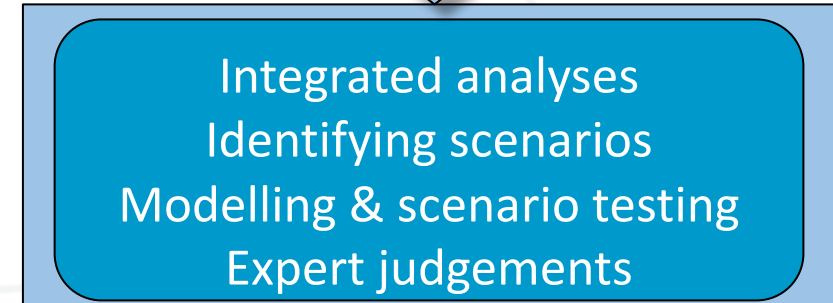 Integrated analyses
Identifying scenarios
Modelling & scenario testing
Expert judgements